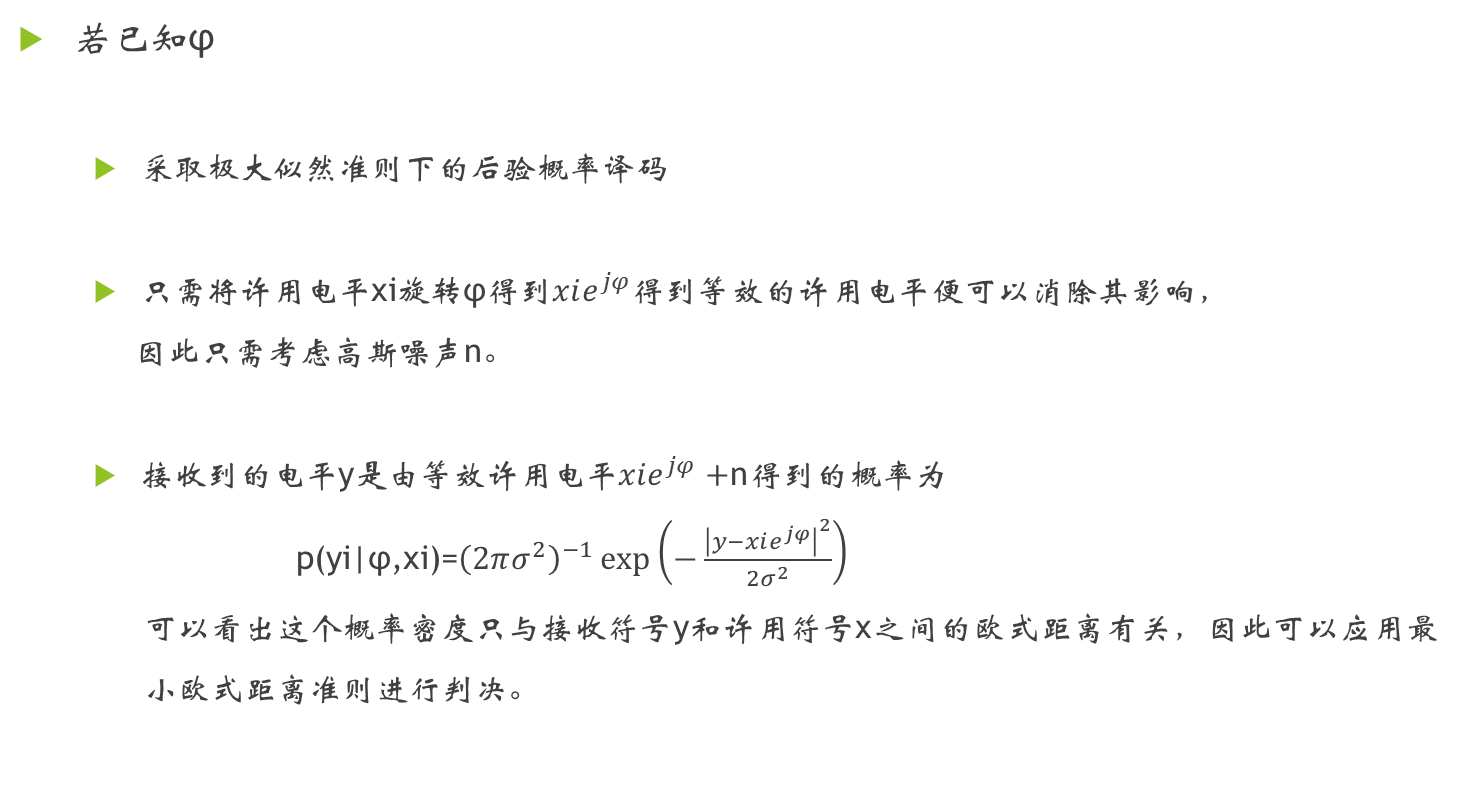 若已知φ
采取极大似然准则下的后验概率译码
只需将许用电平xi旋转φ得到xie^{jφ}得到等效的许用电平便可以消除其影响，
因此只需考虑高斯噪声n。
接收到的电平y是由等效许用电平xie^{jφ} +n得到的概率为
p(yi|φ,xi)=(2πσ^2)^{-1} exp(-|y-xie^{jφ}|^2/2σ^2)
可以看出这个概率密度只与接收符号y和许用符号x之间的欧式距离有关，因此可以应用最
小欧式距离准则进行判决。